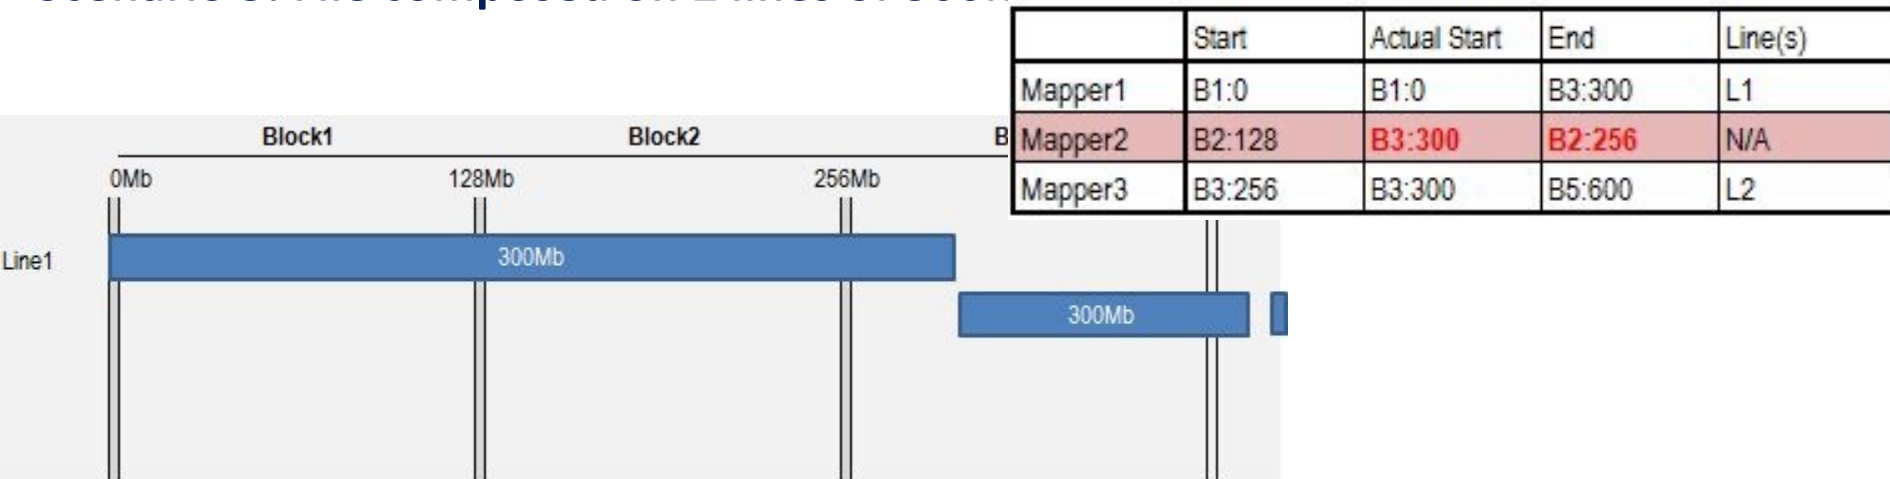 Start Actual Start End Line(s)
Mapper1 B1:0 B1:0 B3:300 L1
Mapper2 B2:128 B3:300 B2:256 N/A
Mapper3 B3:256 B3:300 B5:600 L2
Block1 Block2 B
0Mb 128Mb 256Mb
Line1 300Mb
300Mb